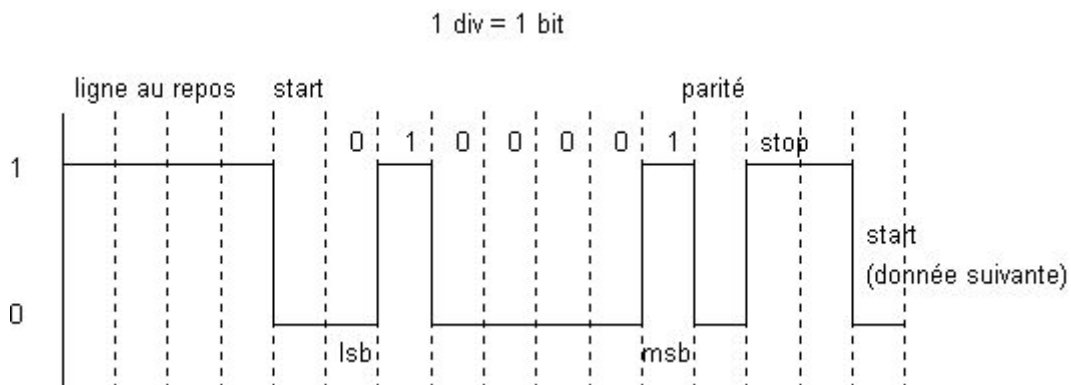 1 div = 1 bit
ligne au repos start parité
0 1 0 0 0 0 1 stop
1
start
(donnée suivante)
0
lsb msb